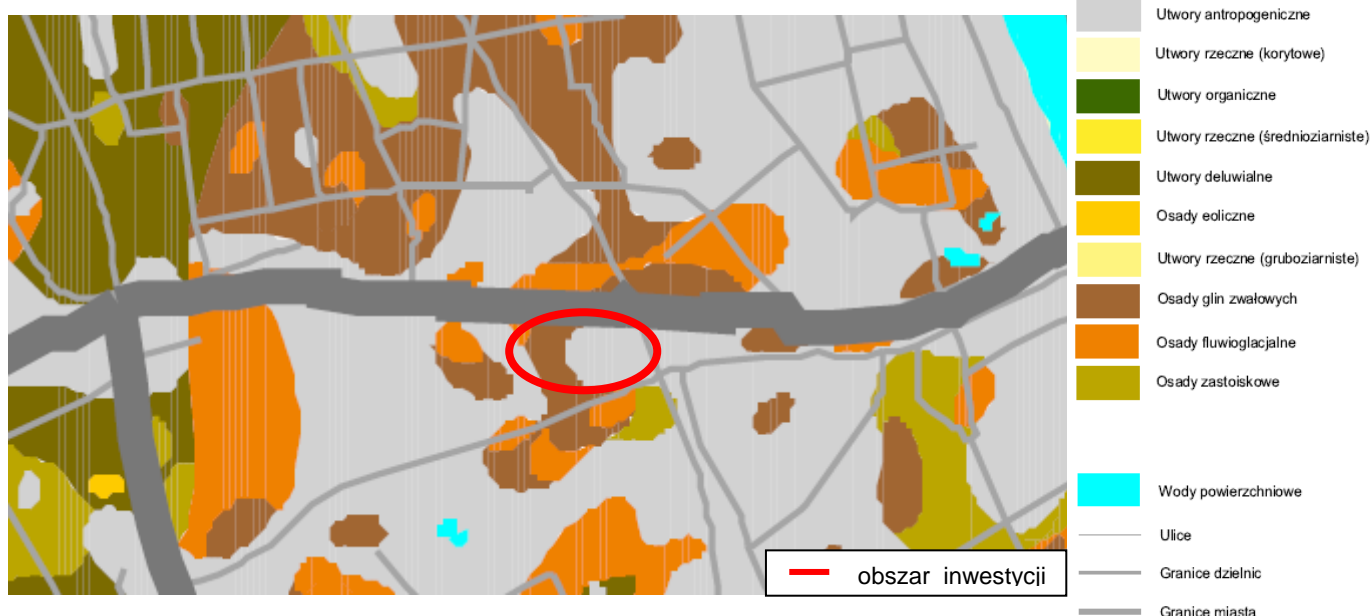 Utwory antropogeniczne
Utwory rzeczne (korytowe)
Utwory organiczne
Utwory rzeczne (średnioziarniste)
Utwory deluwialne
Osady eoliczne
Utwory rzeczne (gruboziarniste)
Osady glin zwałowych
Osady fluwioglacjalne
Osady zastoiskowe
Wody powierzchniowe
Ulice
Granice dzielnic
Granice miasta
obszar inwestycji